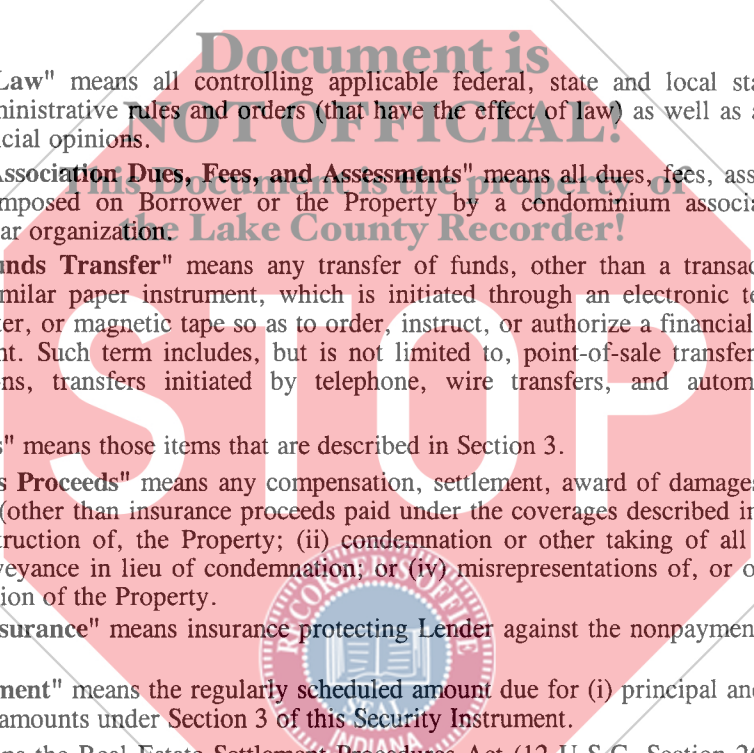 Document is
Law" means all controlling applicable federal, state and local sta
ministrative rules and orders (that have the effect of law) as well as a
NOT OFFICIAL!
icial opinions.
Association Dues, Fees, and Assessments" means all dues, fees, ass
This Document is the property of
mposed on Borrower or the Property by a condominium associa
ar organization.
the Lake County Recorder!
unds Transfer" means any transfer of funds, other than a transac
milar paper instrument, which is initiated through an electronic te
ter, or magnetic tape so as to order, instruct, or authorize a financial
nt. Such term includes, but is not limited to, point-of-sale transfer
ns, transfers initiated by telephone, wire transfers, and autom
STOP
s" means those items that are described in Section 3.
s Proceeds" means any compensation, settlement, award of damages
(other than insurance proceeds paid under the coverages described in
truction of, the Property; (ii) condemnation or other taking of all
veyance in lieu of condemnation; or (iv) misrepresentations of, or o
tion of the Property.
RECORDER'S OFFICE
surance" means insurance protecting Lender against the nonpaymen
ment" means the regularly scheduled amount due for (i) principal and
amounts under Section 3 of this Security Instrument.
INDIANA